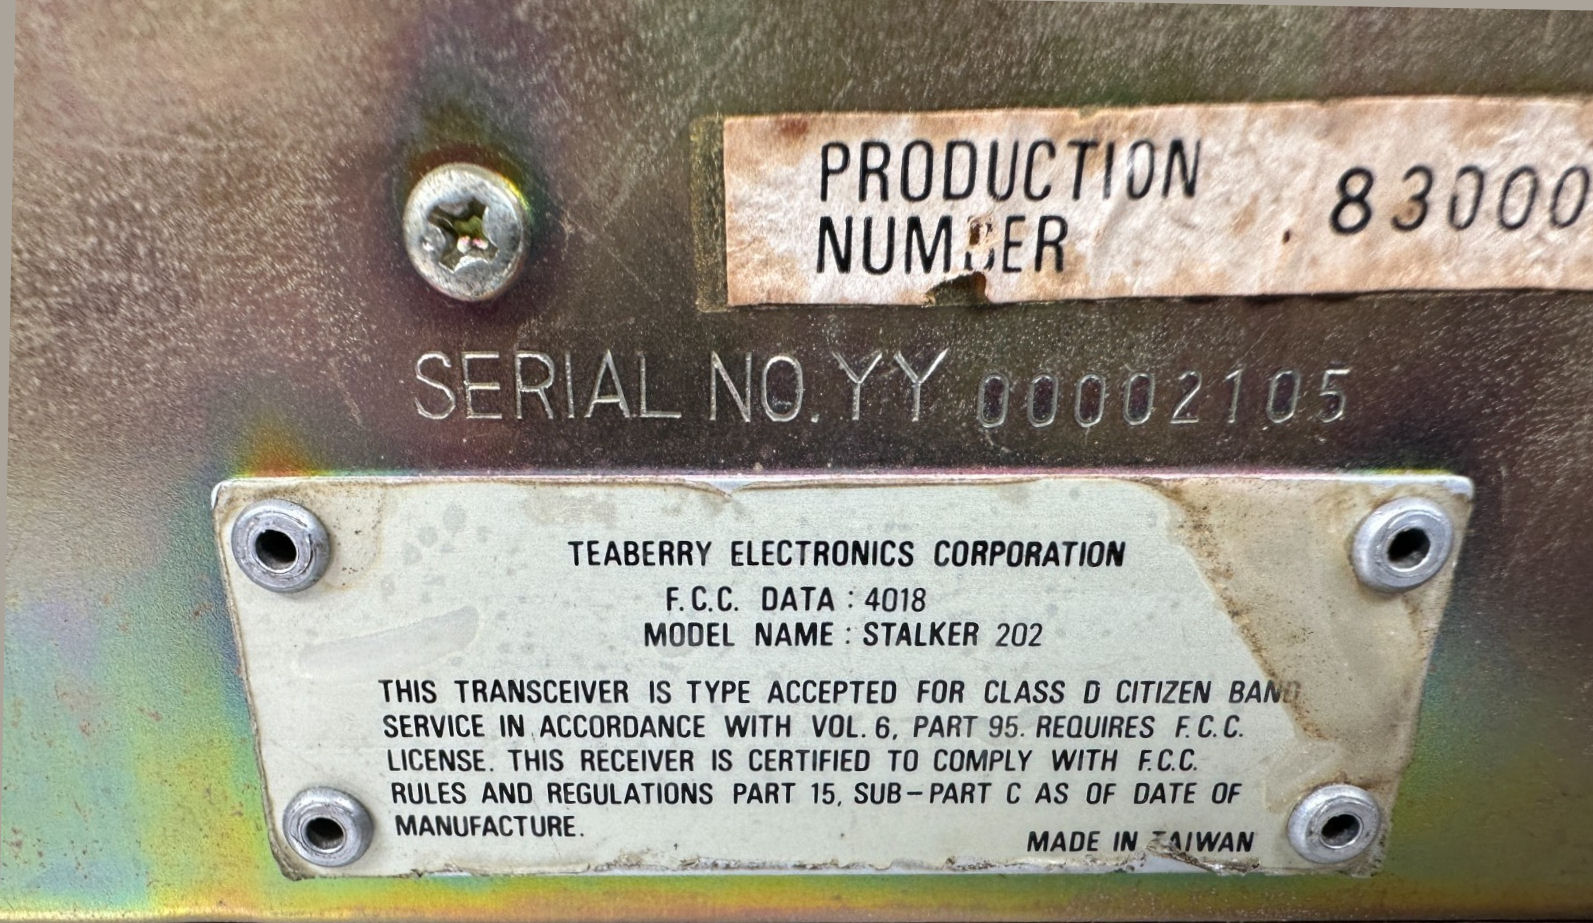 PRODUCTION
NUMBER 83000
SERIAL NO. YY 00002105
TEABERRY ELECTRONICS CORPORATION
F.C.C. DATA : 4018
MODEL NAME : STALKER 202
THIS TRANSCEIVER IS TYPE ACCEPTED FOR CLASS D CITIZEN BAND
SERVICE IN ACCORDANCE WITH VOL. 6, PART 95. REQUIRES F.C.C.
LICENSE. THIS RECEIVER IS CERTIFIED TO COMPLY WITH F.C.C.
RULES AND REGULATIONS PART 15, SUB-PART C AS OF DATE OF
MANUFACTURE.
MADE IN TAIWAN